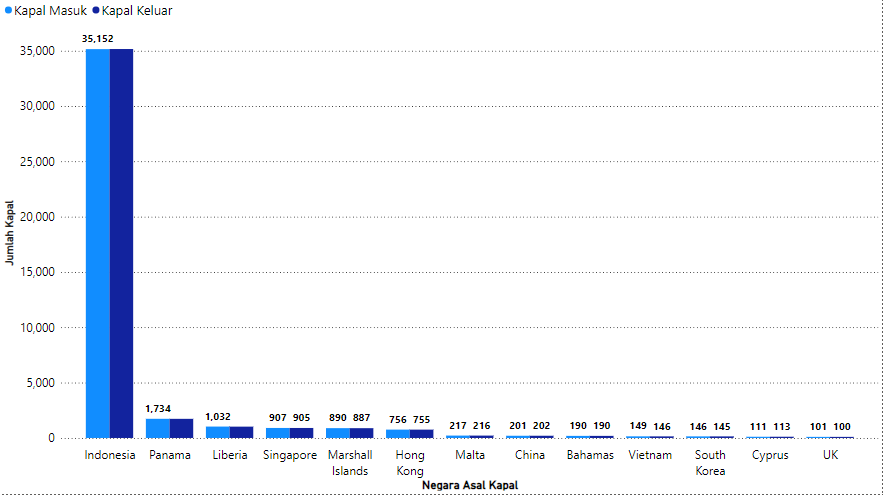 Kapal Masuk Kapal Keluar
Jumlah Kapal
35,000
30,000
25,000
20,000
15,000
10,000
5,000
0
35,152
1,734
1,032
907 905
890 887
756 755
217 216
201 202
190 190
149 146
146 145
111 113
101 100
Indonesia
Panama
Liberia
Singapore
Marshall
Islands
Hong
Kong
Malta
China
Bahamas
Vietnam
South
Korea
Cyprus
UK
Negara Asal Kapal